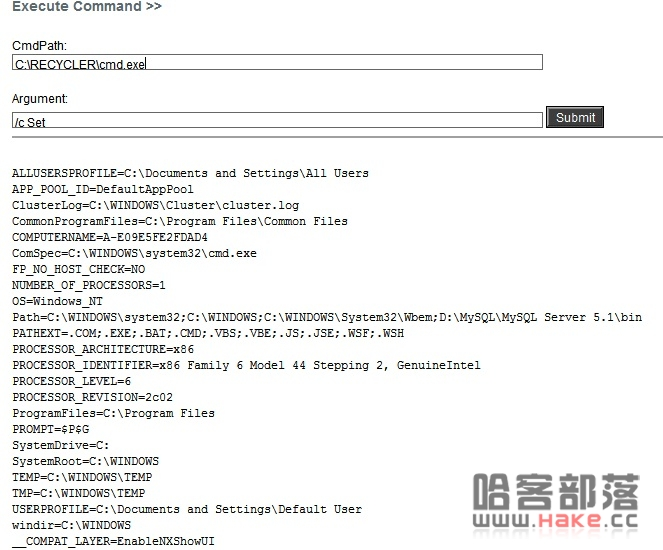 Execute Command >>
CmdPath:
C:\RECYCLER\cmd.exe
Argument:
/c Set
Submit
ALLUSERSPROFILE=C:\Documents and Settings\All Users
APP_POOL_ID=DefaultAppPool
ClusterLog=C:\WINDOWS\Cluster\cluster.log
CommonProgramFiles=C:\Program Files\Common Files
COMPUTERNAME=A-E09E5FE2FDAD4
ComSpec=C:\WINDOWS\system32\cmd.exe
FP_NO_HOST_CHECK=NO
NUMBER_OF_PROCESSORS=1
OS=Windows_NT
Path=C:\WINDOWS\system32;C:\WINDOWS;C:\WINDOWS\System32\Wbem;D:\MySQL\MySQL Server 5.1\bin
PATHEXT=.COM;.EXE;.BAT;.CMD;.VBS;.VBE;.JS;.JSE;.WSF;.WSH
PROCESSOR_ARCHITECTURE=x86
PROCESSOR_IDENTIFIER=x86 Family 6 Model 44 Stepping 2, GenuineIntel
PROCESSOR_LEVEL=6
PROCESSOR_REVISION=2c02
ProgramFiles=C:\Program Files
PROMPT=$P$G
SystemDrive=C:
SystemRoot=C:\WINDOWS
TEMP=C:\WINDOWS\TEMP
TMP=C:\WINDOWS\TEMP
USERPROFILE=C:\Documents and Settings\Default User
windir=C:\WINDOWS
__COMPAT_LAYER=EnableNXShowUI
哈客部落
www.Hake.cc